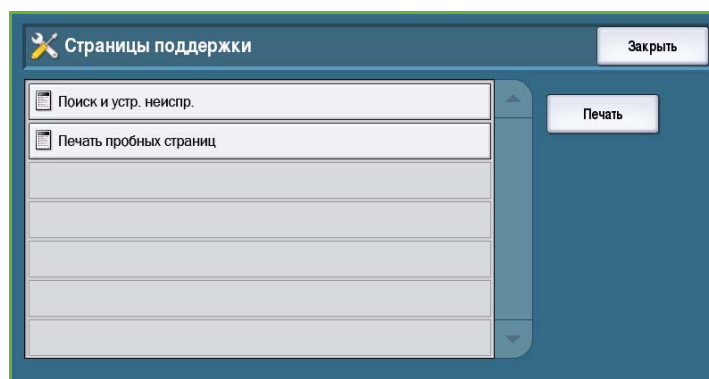 Страницы поддержки
Закрыть
Поиск и устр. неиспр.
Печать
Печать пробных страниц